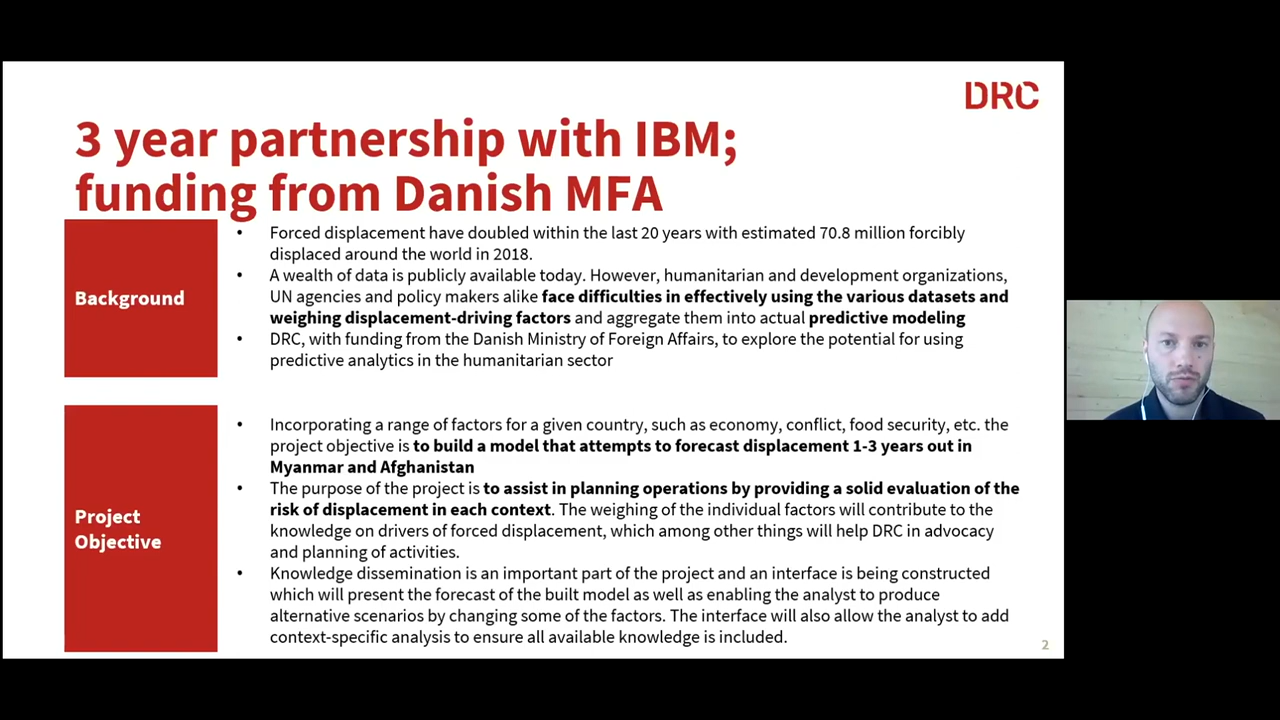 DRC
3 year partnership with IBM;
funding from Danish MFA
Background
• Forced displacement have doubled within the last 20 years with estimated 70.8 million forcibly
displaced around the world in 2018.
• A wealth of data is publicly available today. However, humanitarian and development organizations,
UN agencies and policy makers alike face difficulties in effectively using the various datasets and
weighing displacement-driving factors and aggregate them into actual predictive modeling
• DRC, with funding from the Danish Ministry of Foreign Affairs, to explore the potential for using
predictive analytics in the humanitarian sector
Project
Objective
• Incorporating a range of factors for a given country, such as economy, conflict, food security, etc. the
project objective is to build a model that attempts to forecast displacement 1-3 years out in
Myanmar and Afghanistan
• The purpose of the project is to assist in planning operations by providing a solid evaluation of the
risk of displacement in each context. The weighing of the individual factors will contribute to the
knowledge on drivers of forced displacement, which among other things will help DRC in advocacy
and planning of activities.
• Knowledge dissemination is an important part of the project and an interface is being constructed
which will present the forecast of the built model as well as enabling the analyst to produce
alternative scenarios by changing some of the factors. The interface will also allow the analyst to add
context-specific analysis to ensure all available knowledge is included.
2